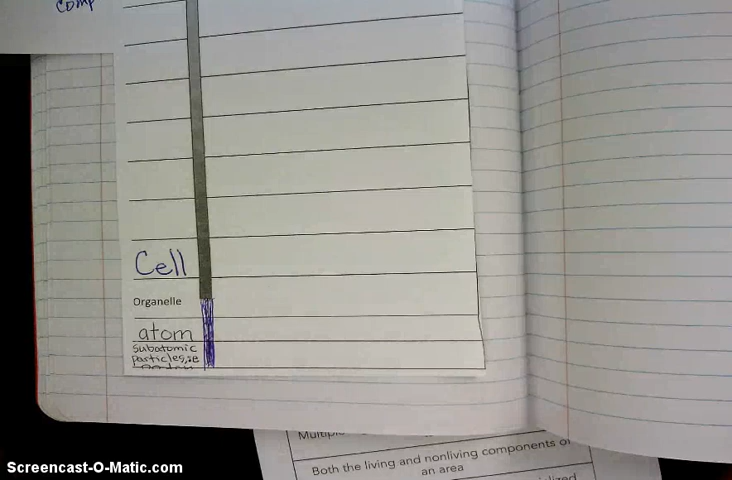 comp
Cell
Organelle
atom
subatomic
particles, ie
Multiple
Both the living and nonliving components of
an area
Screencast-O-Matic.com